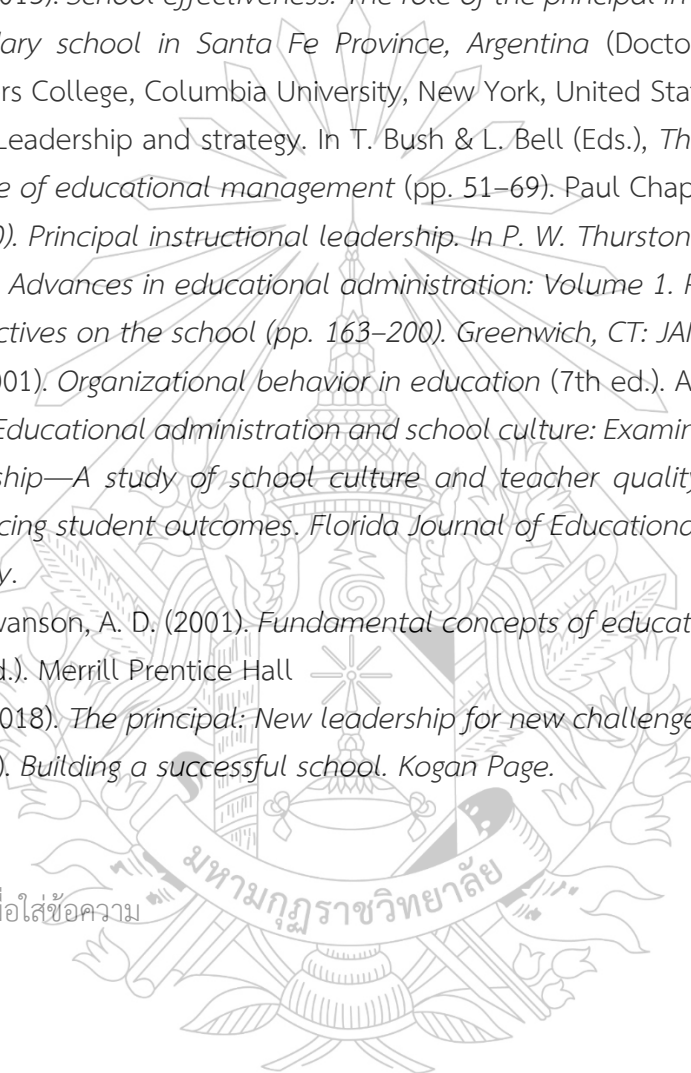 2015). School effectiveness: The role of the principal in
dary school in Santa Fe Province, Argentina (Docto
rs College, Columbia University, New York, United Stat
Leadership and strategy. In T. Bush & L. Bell (Eds.), Th
e of educational management (pp. 51–69). Paul Chap
0). Principal instructional leadership. In P. W. Thurston
Advances in educational administration: Volume 1.
ctives on the school (pp. 163–200). Greenwich, CT: JAI
001). Organizational behavior in education (7th ed.). A
Educational administration and school culture: Examin
ship—A study of school culture and teacher quality
cing student outcomes. Florida Journal of Educational
y.
wanson, A. D. (2001). Fundamental concepts of educat
d.). Merrill Prentice Hall
2018). The principal: New leadership for new challenge
). Building a successful school. Kogan Page.
มหามกุฏราชวิทยาลัย
ื่อใส่ข้อความ